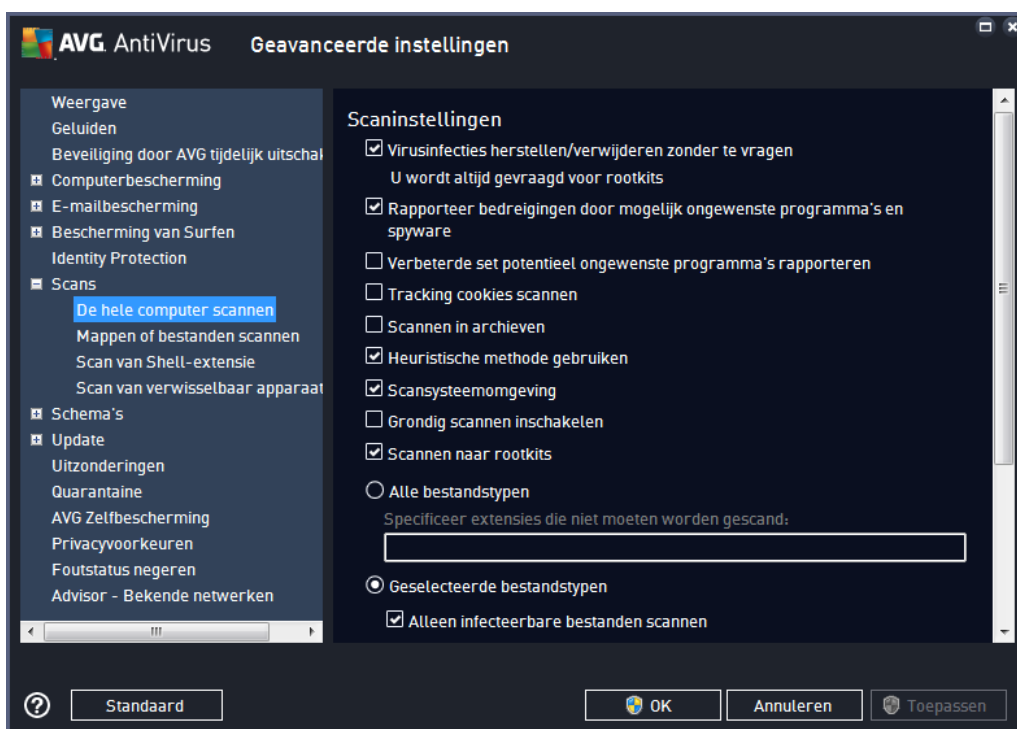 AVG. AntiVirus Geavanceerde instellingen
Weergave
Geluiden
Beveiliging door AVG tijdelijk uitschak
Computerbescherming
E-mailbescherming
Bescherming van Surfen
Identity Protection
Scans
De hele computer scannen
Mappen of bestanden scannen
Scan van Shell-extensie
Scan van verwisselbaar apparaat
Schema's
Update
Uitzonderingen
Quarantaine
AVG Zelfbescherming
Privacyvoorkeuren
Foutstatus negeren
Advisor - Bekende netwerken
Scaninstellingen
Virusinfecties herstellen/verwijderen zonder te vragen
U wordt altijd gevraagd voor rootkits
Rapporteer bedreigingen door mogelijk ongewenste programma's en
spyware
Verbeterde set potentieel ongewenste programma's rapporteren
Tracking cookies scannen
Scannen in archieven
Heuristische methode gebruiken
Scansysteemomgeving
Grondig scannen inschakelen
Scannen naar rootkits
Alle bestandstypen
Specificeer extensies die niet moeten worden gescand:
Geselecteerde bestandstypen
Alleen infecteerbare bestanden scannen
Standaard
OK
Annuleren
Toepassen